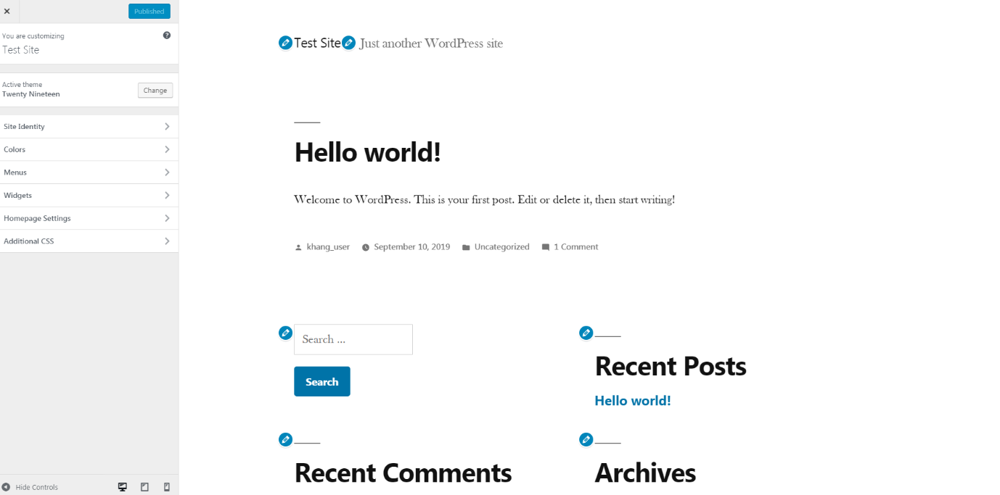 Published
You are customizing
Test Site
Active theme
Twenty Nineteen
Change
Site Identity
Colors
Menus
Widgets
Homepage Settings
Additional CSS
Hide Controls
Test Site Just another WordPress site
Hello world!
Welcome to WordPress. This is your first post. Edit or delete it, then start writing!
khang_user September 10, 2019 Uncategorized 1 Comment
Search ...
Search
Recent Posts
Hello world!
Recent Comments
Archives